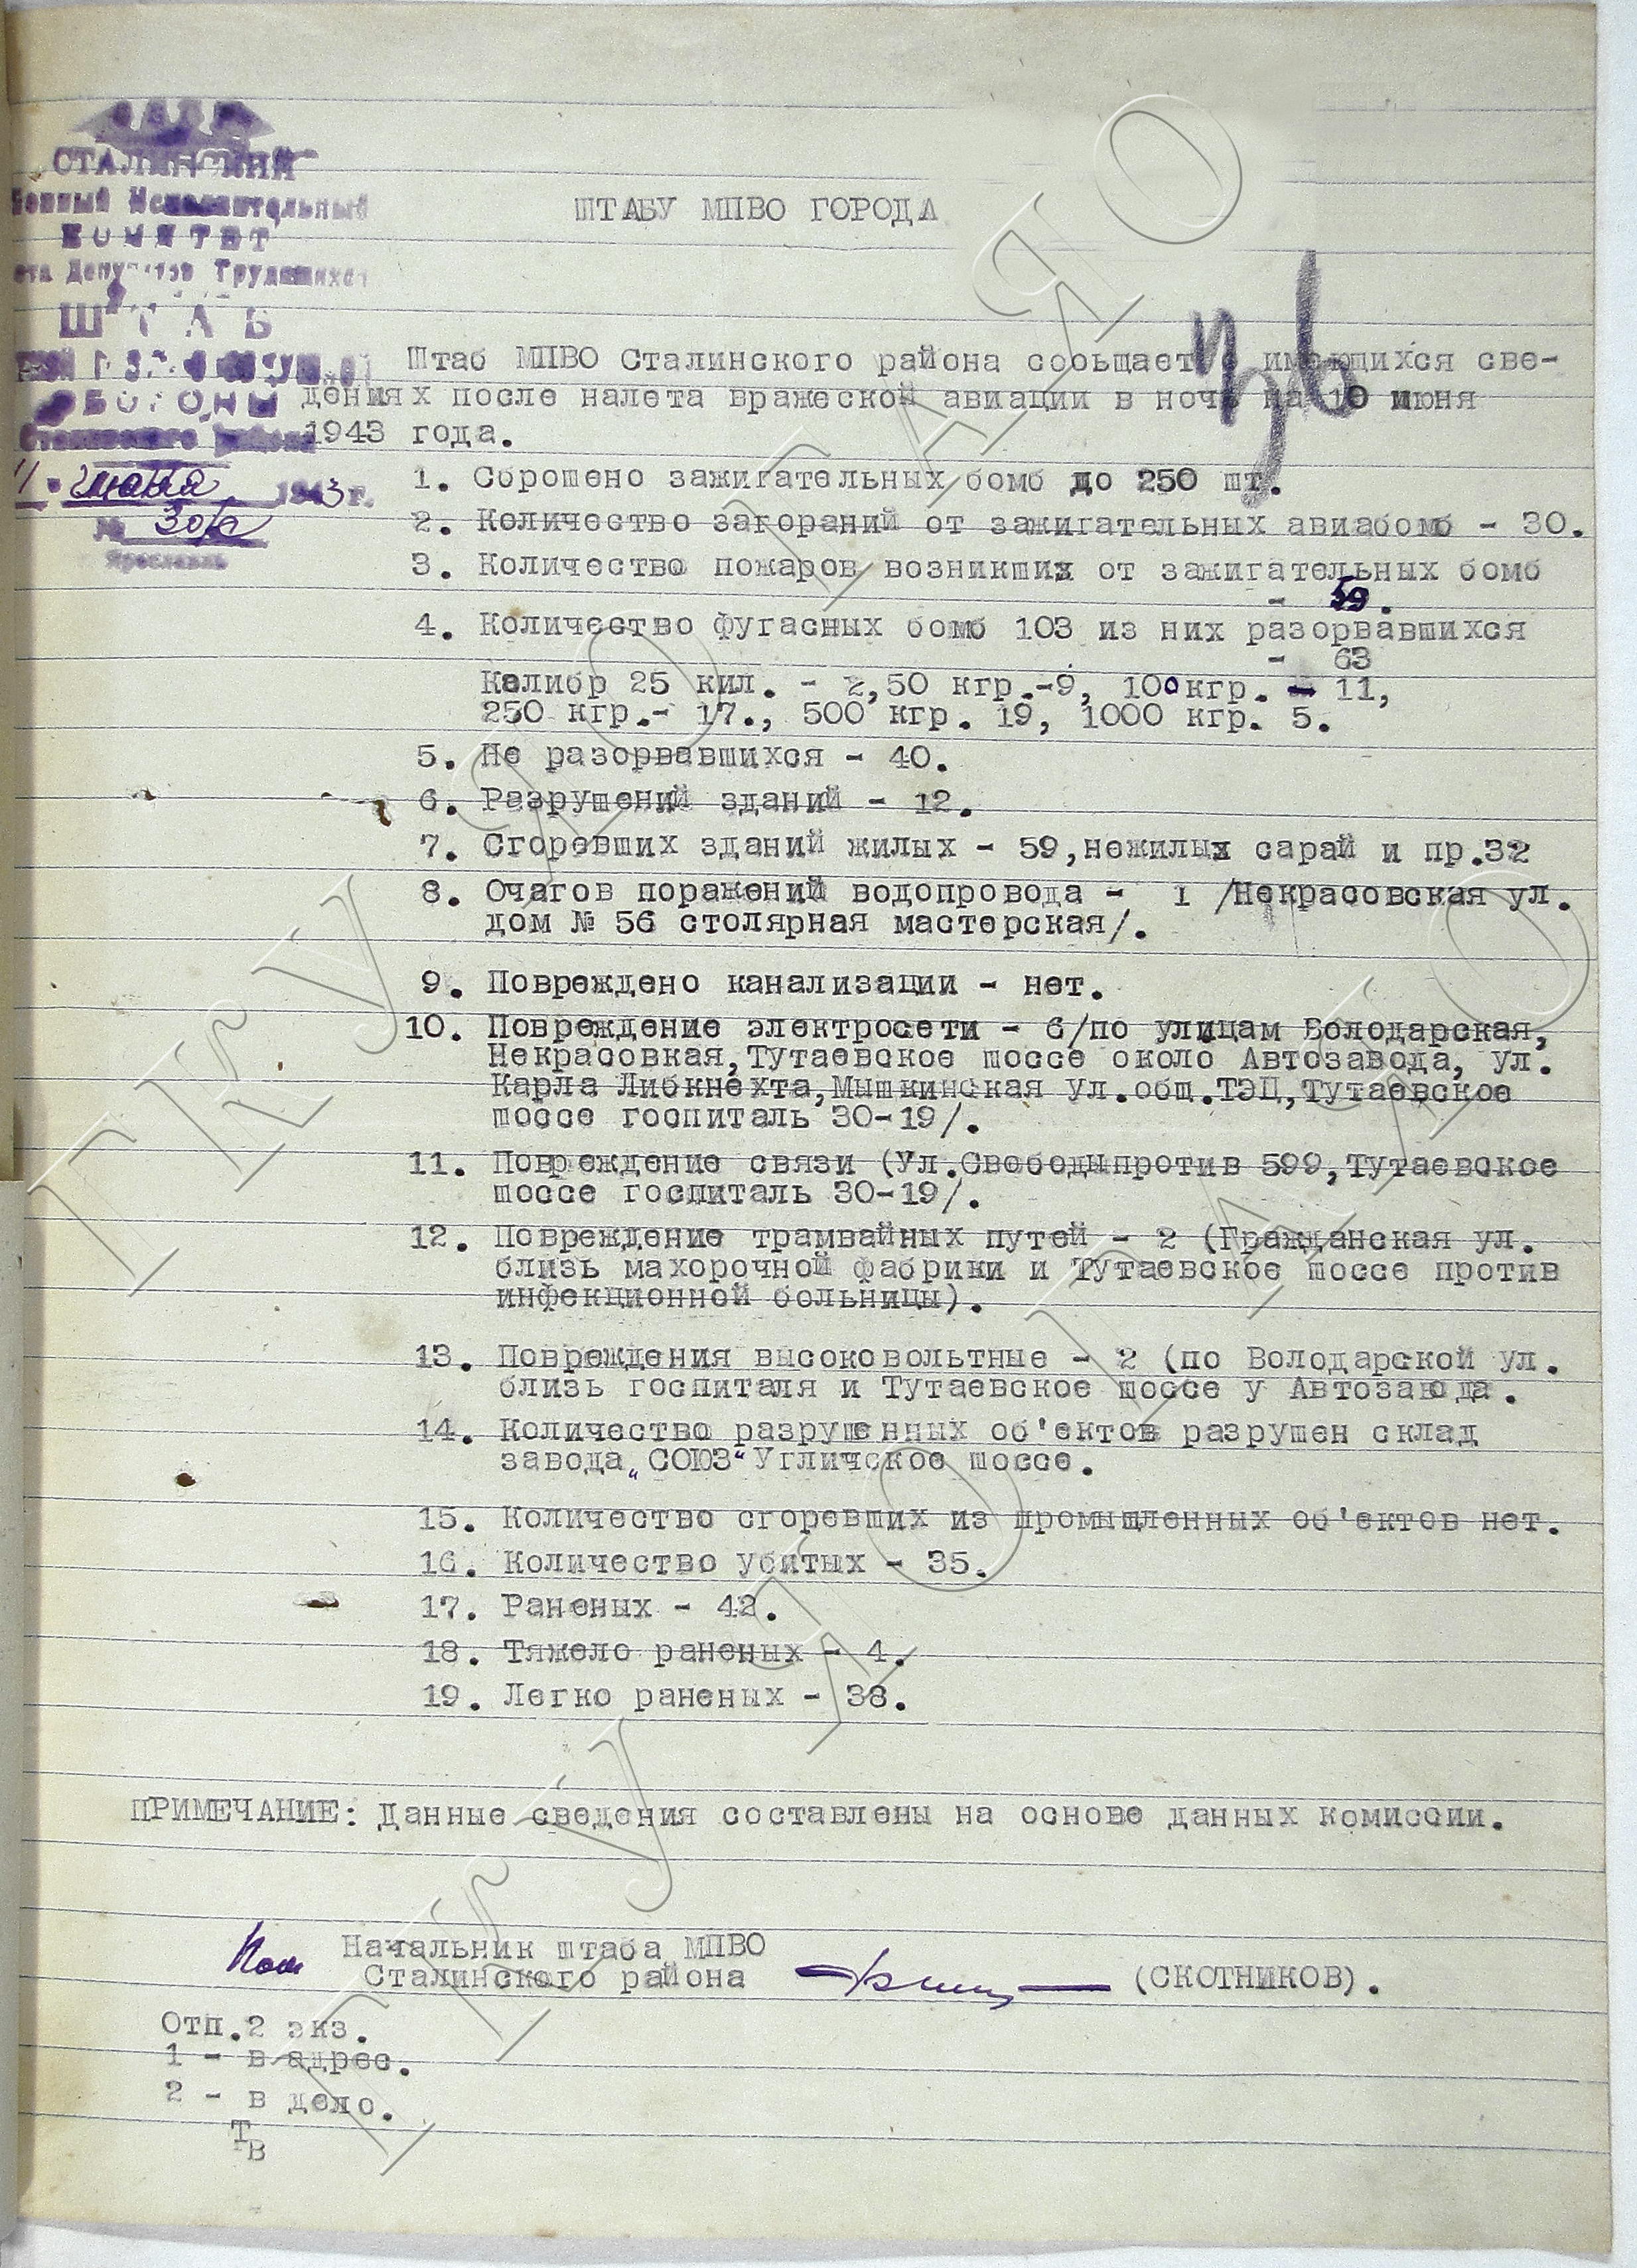 СТАЛИНСКИЙ
Исполнительный
КОМИТЕТ
Депутатов Трудящихся
ШТАБ
ОБОРОНЫ
Сталинского района
июня 1943 г.
№ 30/с
Ярославль
ШТАБУ МПВО ГОРОДА
Штаб МПВО Сталинского района сообщает о имеющихся све-
дениях после налета вражеской авиации в ночь на 10 июня
1943 года.
1. Сброшено зажигательных бомб до 250 шт.
2. Количество загораний от зажигательных авиабомб - 30.
3. Количество пожаров возникших от зажигательных бомб
- 59.
4. Количество фугасных бомб 103 из них разорвавшихся
- 63
Калибр 25 кил. - 2,50 кгр.-9, 100кгр. - 11,
250 кгр.- 17., 500 кгр. 19, 1000 кгр. 5.
5. Не разорвавшихся - 40.
6. Разрушений зданий - 12.
7. Сгоревших зданий жилых - 59,нежилых сарай и пр.32
8. Очагов поражений водопровода - 1 /Некрасовская ул.
дом № 56 столярная мастерская/.
9. Повреждено канализации - нет.
10. Повреждение электросети - 6/по улицам Володарская,
Некрасовкая,Тутаевское шоссе около Автозавода, ул.
Карла Либкнехта,Мышкинская ул.общ.ТЭЦ,Тутаевское
шоссе госпиталь 30-19/.
11. Повреждение связи (Ул.Свободыпротив 599,Тутаевское
шоссе госпиталь 30-19/.
12. Повреждение трамвайных путей - 2 (Гражданская ул.
близь махорочной фабрики и Тутаевское шоссе против
инфекционной больницы).
13. Повреждения высоковольтные - 2 (по Володарской ул.
близь госпиталя и Тутаевское шоссе у Автозавода.
14. Количество разрушенных об'ектов разрушен склад
завода „СОЮЗ" Угличское шоссе.
15. Количество сгоревших из промышленных об'ектов нет.
16. Количество убитых - 35.
17. Раненых - 42.
18. Тяжело раненых - 4.
19. Легко раненых - 38.
ПРИМЕЧАНИЕ: Данные сведения составлены на основе данных комиссии.
Пом Начальник штаба МПВО
Сталинского района (СКОТНИКОВ).
Отп.2 экз.
1 - в адрес.
2 - в дело.
ТВ
ГКУ ЯО ГАЯО
ГКУ ЯО ГАЯО